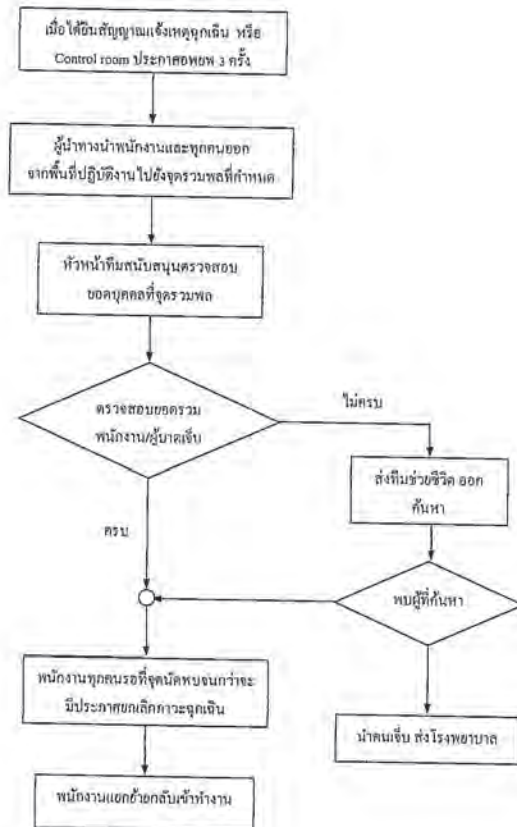 เมื่อได้ยินสัญญาณแจ้งเหตุฉุกเฉิน หรือ
Control room ประกาศอพยพ 3 ครั้ง
ผู้นำทางนำพนักงานและทุกคนออก
จากพื้นที่ปฏิบัติงานไปยังจุดรวมพลที่กำหนด
หัวหน้าทีมสนับสนุนตรวจสอบ
ยอดบุคคลที่จุดรวมพล
ตรวจสอบยอดรวม
พนักงาน/ผู้บาดเจ็บ
ไม่ครบ
ส่งทีมช่วยชีวิต ออก
ค้นหา
ครบ
พบผู้ที่ค้นหา
พนักงานทุกคนรอที่จุดนัดพบจนกว่าจะ
มีประกาศยกเลิกภาวะฉุกเฉิน
นำคนเจ็บ ส่งโรงพยาบาล
พนักงานแยกย้ายกลับเข้าทำงาน